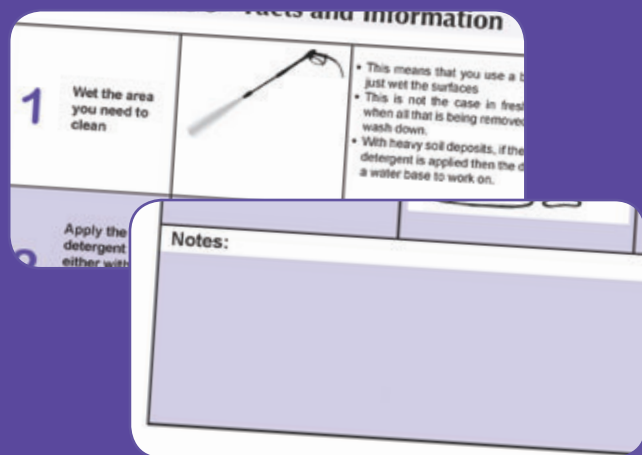 Facts and Information
1
Wet the area
you need to
clean
• This means that you use a
just wet the surfaces
• This is not the case in
when all that is being removed
wash down.
• With heavy soil deposits, if the
detergent is applied then the
a water base to work on.
2
Apply the
detergent
either with
Notes: